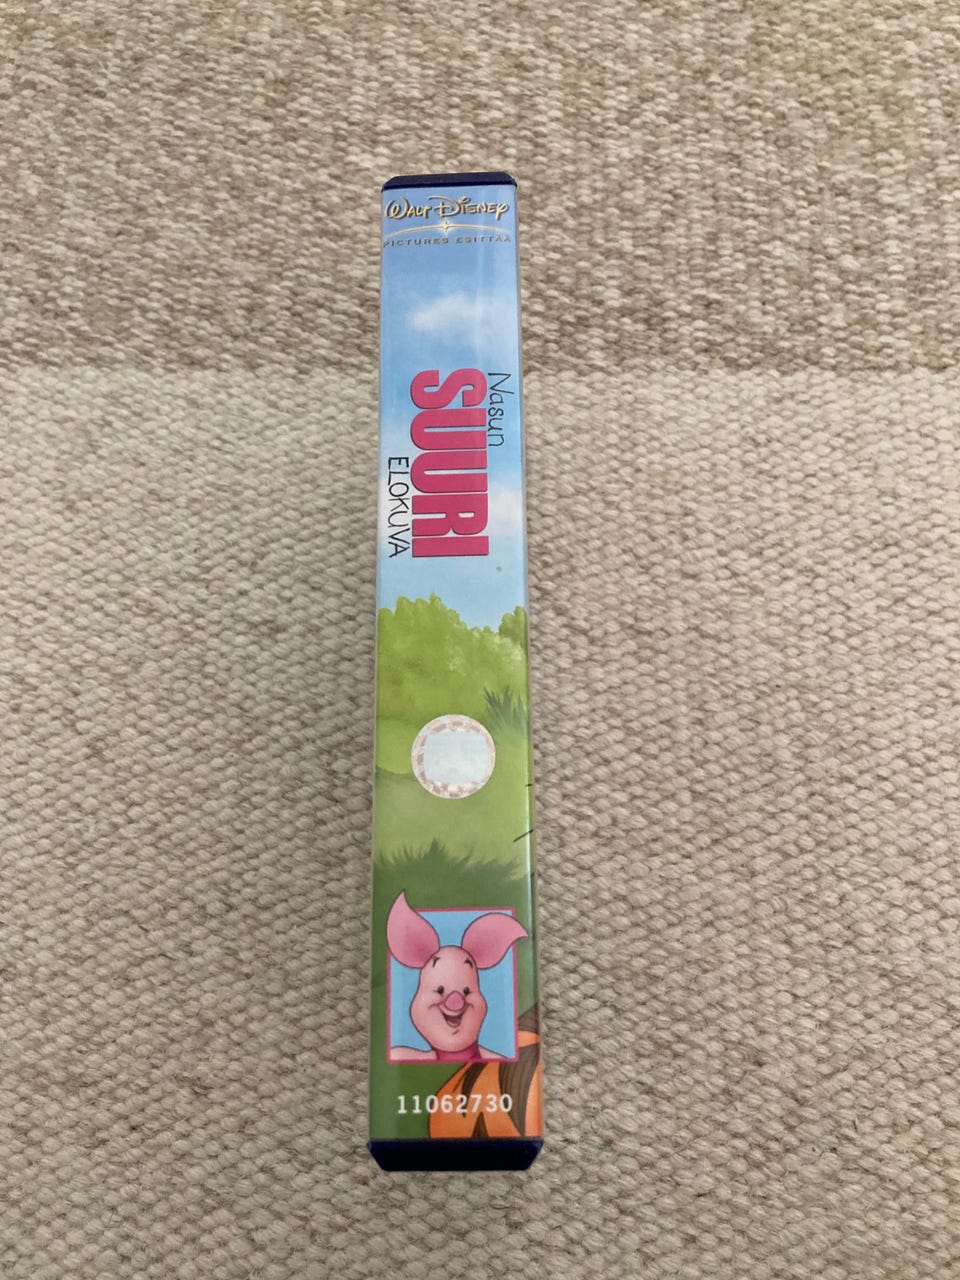 WALT DISNEY
PICTURES ESITTÄÄ
Nasun
SUURI
ELOKUVA
11062730